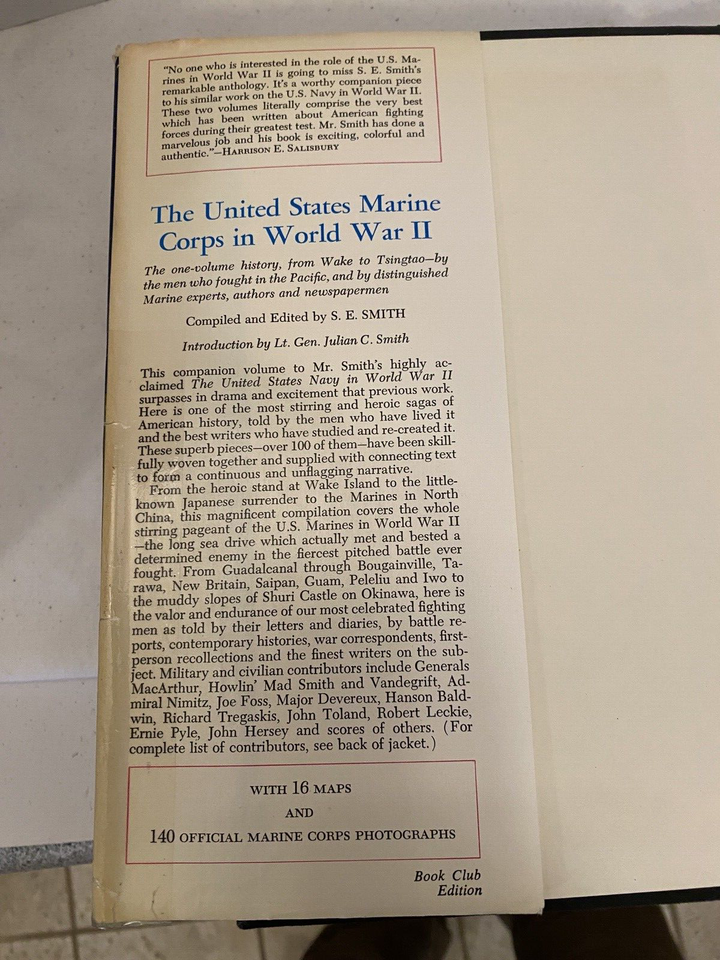 "No one who is interested in the role of the U.S. Ma-
rines in World War II is going to miss S. E. Smith's
remarkable anthology. It's a worthy companion piece
to his similar work on the U.S. Navy in World War II.
These two volumes literally comprise the very best
which has been written about American fighting
forces during their greatest test. Mr. Smith has done a
marvelous job and his book is exciting, colorful and
authentic."—HARRISON E. SALISBURY
The United States Marine
Corps in World War II
The one-volume history, from Wake to Tsingtao—by
the men who fought in the Pacific, and by distinguished
Marine experts, authors and newspapermen
Compiled and Edited by S. E. SMITH
Introduction by Lt. Gen. Julian C. Smith
This companion volume to Mr. Smith's highly ac-
claimed The United States Navy in World War II
surpasses in drama and excitement that previous work.
Here is one of the most stirring and heroic sagas of
American history, told by the men who have lived it
and the best writers who have studied and re-created it.
These superb pieces—over 100 of them—have been skill-
fully woven together and supplied with connecting text
to form a continuous and unflagging narrative.
From the heroic stand at Wake Island to the little-
known Japanese surrender to the Marines in North
China, this magnificent compilation covers the whole
stirring pageant of the U.S. Marines in World War II
—the long sea drive which actually met and bested a
determined enemy in the fiercest pitched battle ever
fought. From Guadalcanal through Bougainville, Ta-
rawa, New Britain, Saipan, Guam, Peleliu and Iwo to
the muddy slopes of Shuri Castle on Okinawa, here is
the valor and endurance of our most celebrated fighting
men as told by their letters and diaries, by battle re-
ports, contemporary histories, war correspondents, first-
person recollections and the finest writers on the sub-
ject. Military and civilian contributors include Generals
MacArthur, Howlin' Mad Smith and Vandegrift, Ad-
miral Nimitz, Joe Foss, Major Devereux, Hanson Bald-
win, Richard Tregaskis, John Toland, Robert Leckie,
Ernie Pyle, John Hersey and scores of others. (For
complete list of contributors, see back of jacket.)
WITH 16 MAPS
AND
140 OFFICIAL MARINE CORPS PHOTOGRAPHS
Book Club
Edition